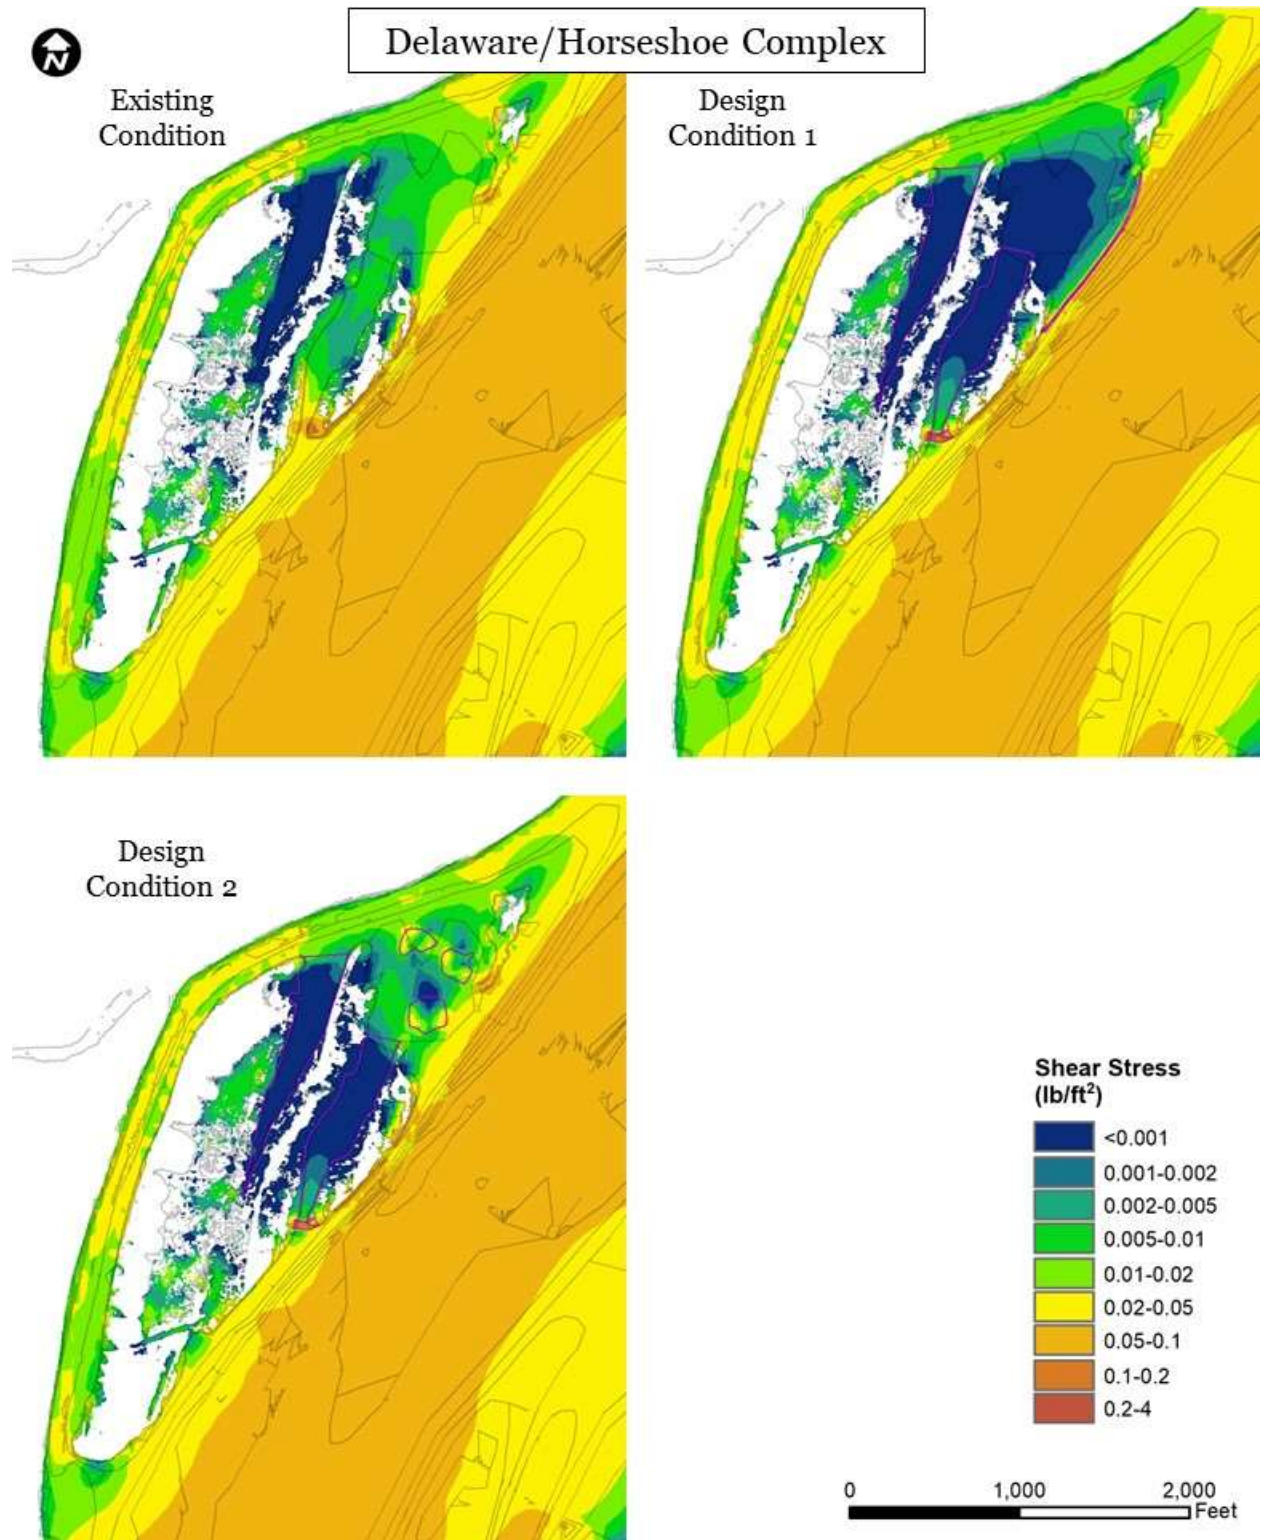 Delaware/Horseshoe Complex
N
Existing
Condition
Design
Condition 1
Design
Condition 2
Shear Stress
(lb/ft²)
<0.001
0.001-0.002
0.002-0.005
0.005-0.01
0.01-0.02
0.02-0.05
0.05-0.1
0.1-0.2
0.2-4
0 1,000 2,000
Feet